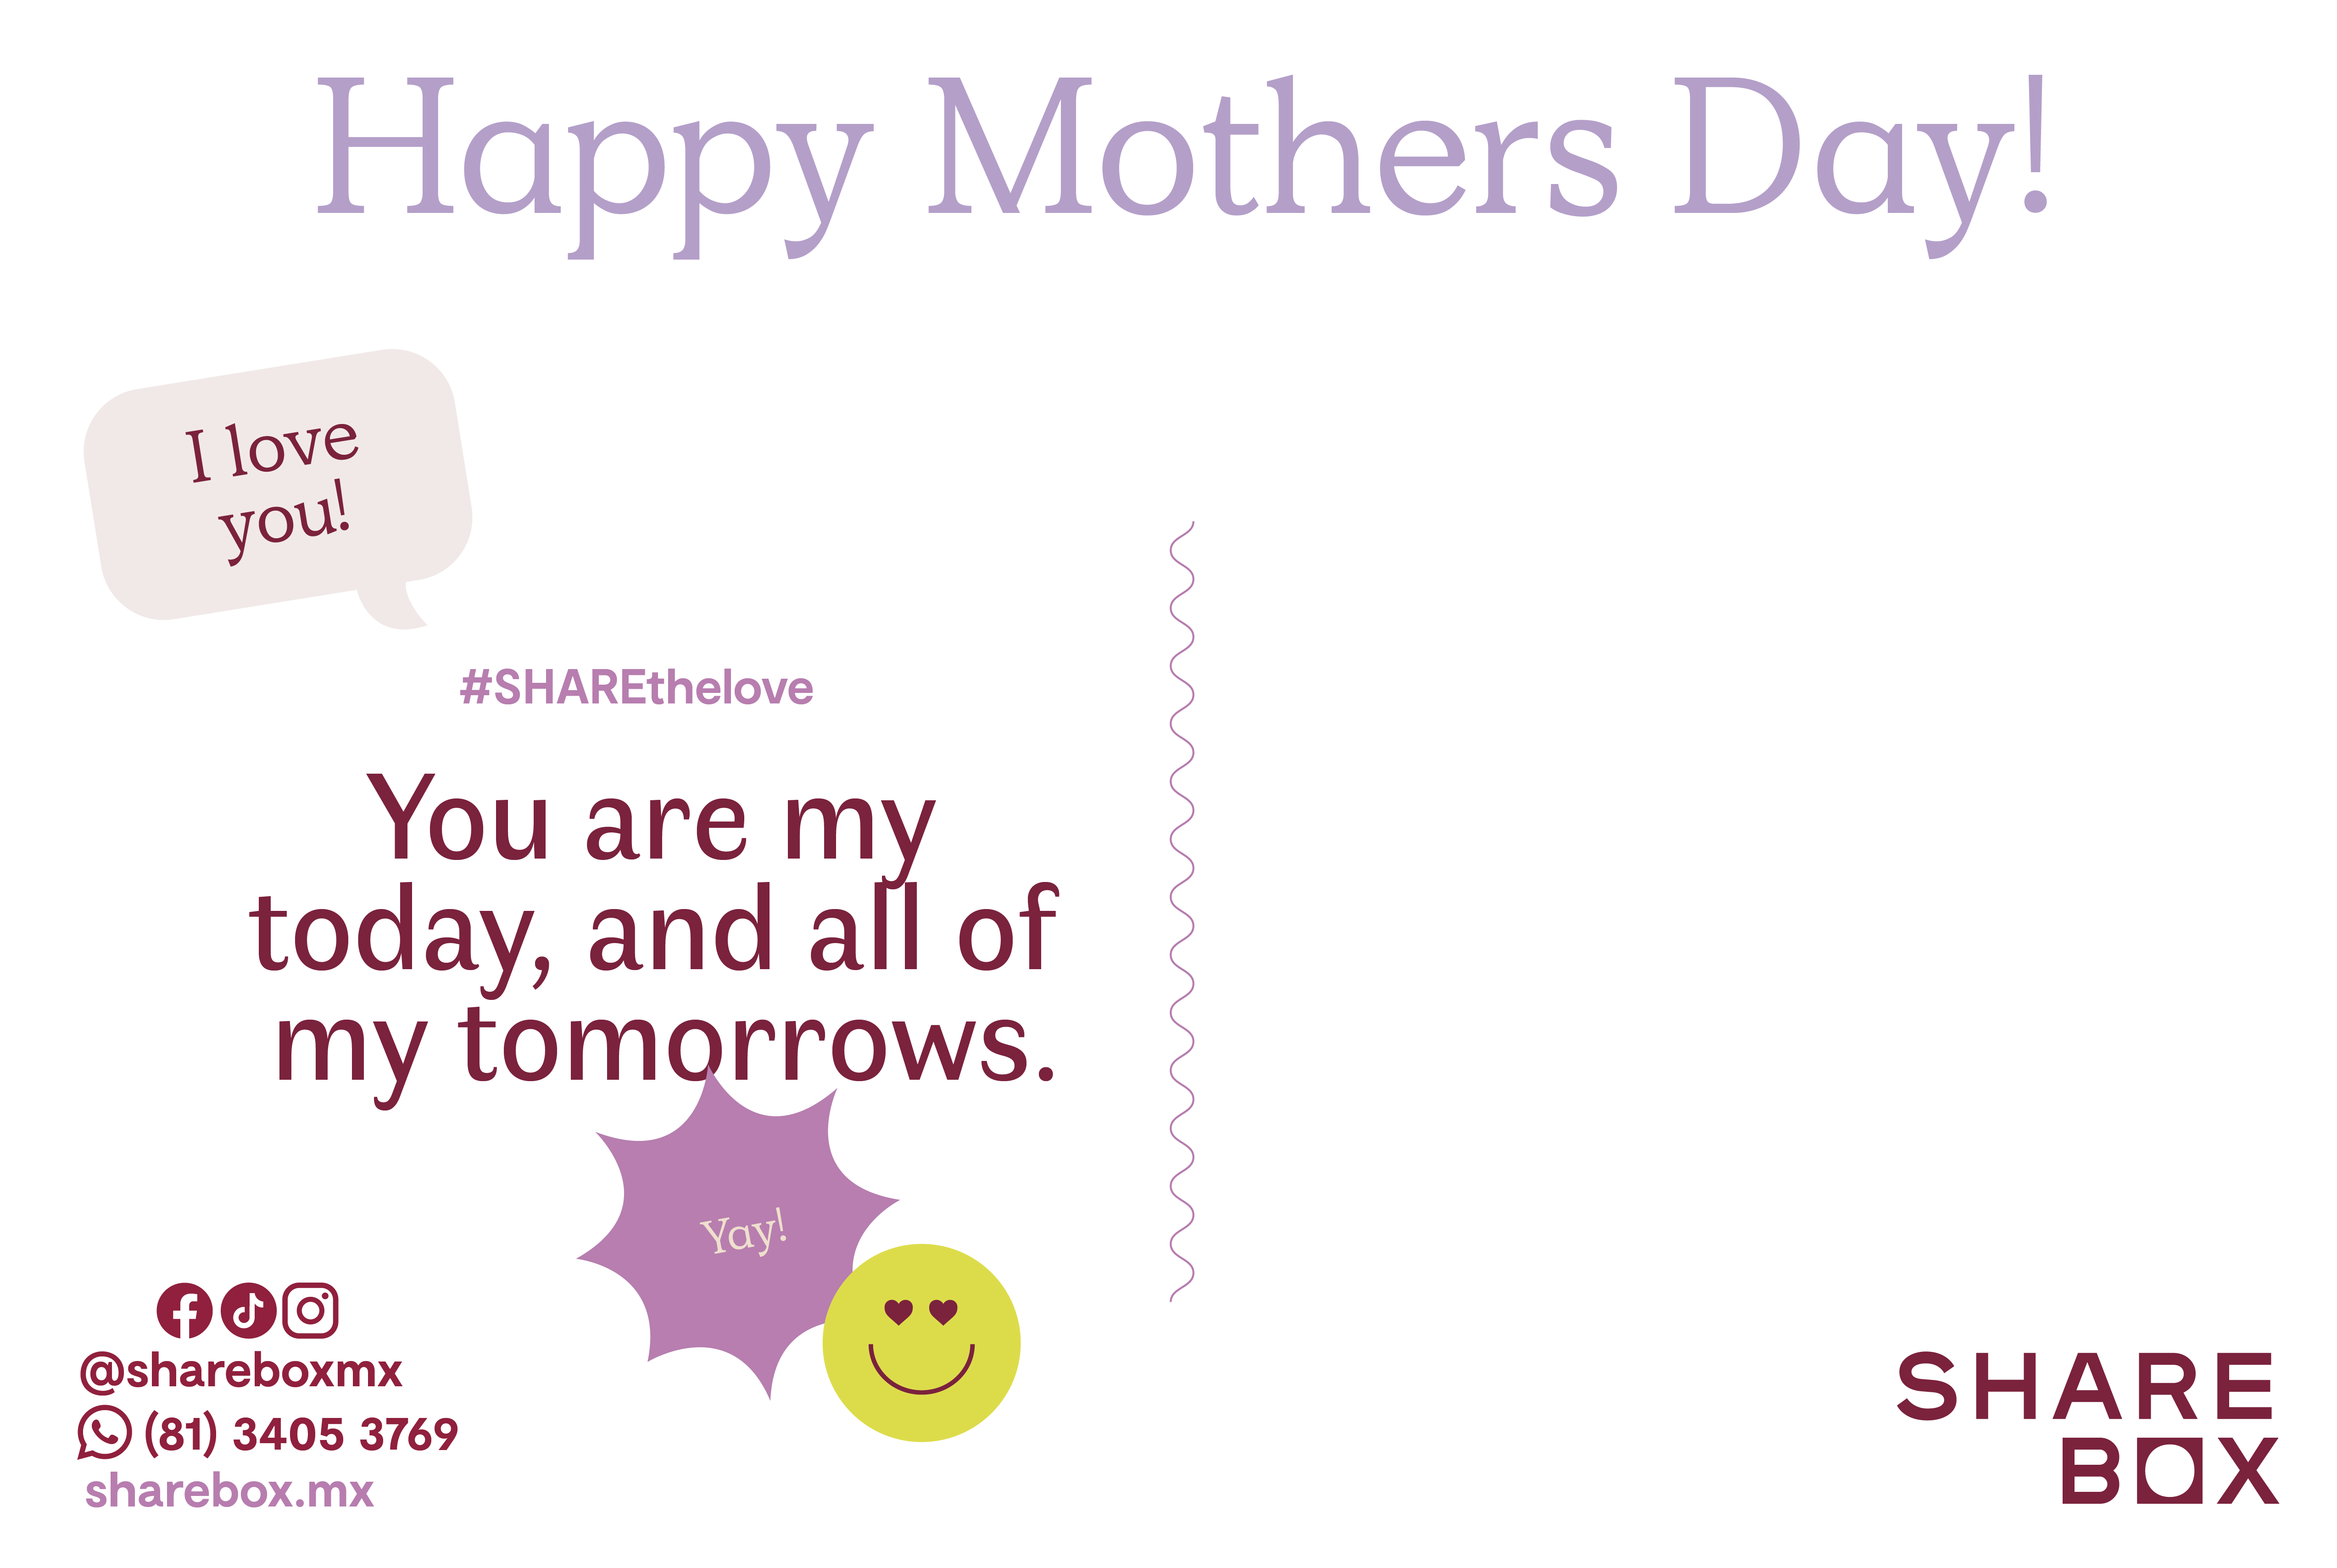 Happy Mothers Day!
I love
you!
#SHAREthelove
You are my
today, and all of
my tomorrows.
Yay!
@shareboxmx
(81) 3405 3769
sharebox.mx
SHARE
BOX